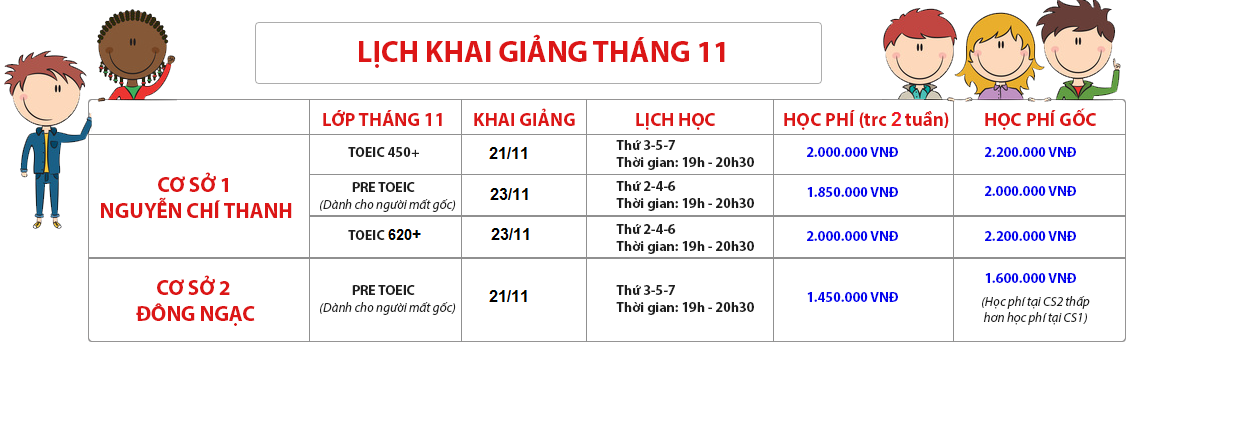 LỊCH KHAI GIẢNG THÁNG 11
LỚP THÁNG 11 KHAI GIẢNG LỊCH HỌC HỌC PHÍ (trc 2 tuần) HỌC PHÍ GỐC
CƠ SỞ 1
NGUYỄN CHÍ THANH
TOEIC 450+
21/11
Thứ 3-5-7
Thời gian: 19h - 20h30
2.000.000 VNĐ
2.200.000 VNĐ
PRE TOEIC
(Dành cho người mất gốc)
23/11
Thứ 2-4-6
Thời gian: 19h - 20h30
1.850.000 VNĐ
2.000.000 VNĐ
TOEIC 620+
23/11
Thứ 2-4-6
Thời gian: 19h - 20h30
2.000.000 VNĐ
2.200.000 VNĐ
CƠ SỞ 2
ĐÔNG NGẠC
PRE TOEIC
(Dành cho người mất gốc)
21/11
Thứ 3-5-7
Thời gian: 19h - 20h30
1.450.000 VNĐ
1.600.000 VNĐ
(Học phí tại CS2 thấp
hơn học phí tại CS1)